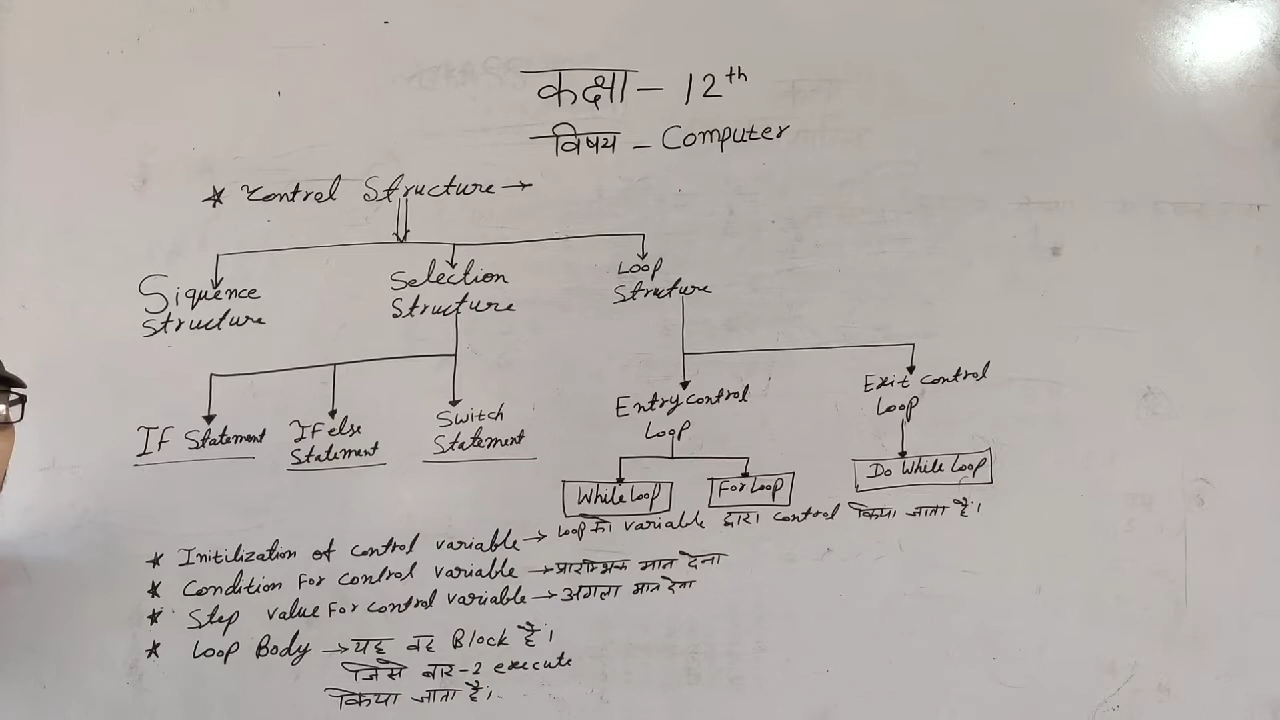 कक्षा - 12th
विषय - Computer
* Control Structure →
Siquence
Structure
Selection
Structure
Loop
Structure
IF Statement
IF else
Statement
Switch
Statement
Entry control
Loop
Exit control
Loop
While Loop
For Loop
Do While Loop
* Initilization of control variable → Loop को variable द्वारा control किया जाता है।
* Condition For control variable → प्रारम्भिक मान देना
* Step value For control variable → अगला मान देना
* Loop Body → यह वह Block है।
जिसे बार-2 execute
किया जाता है।